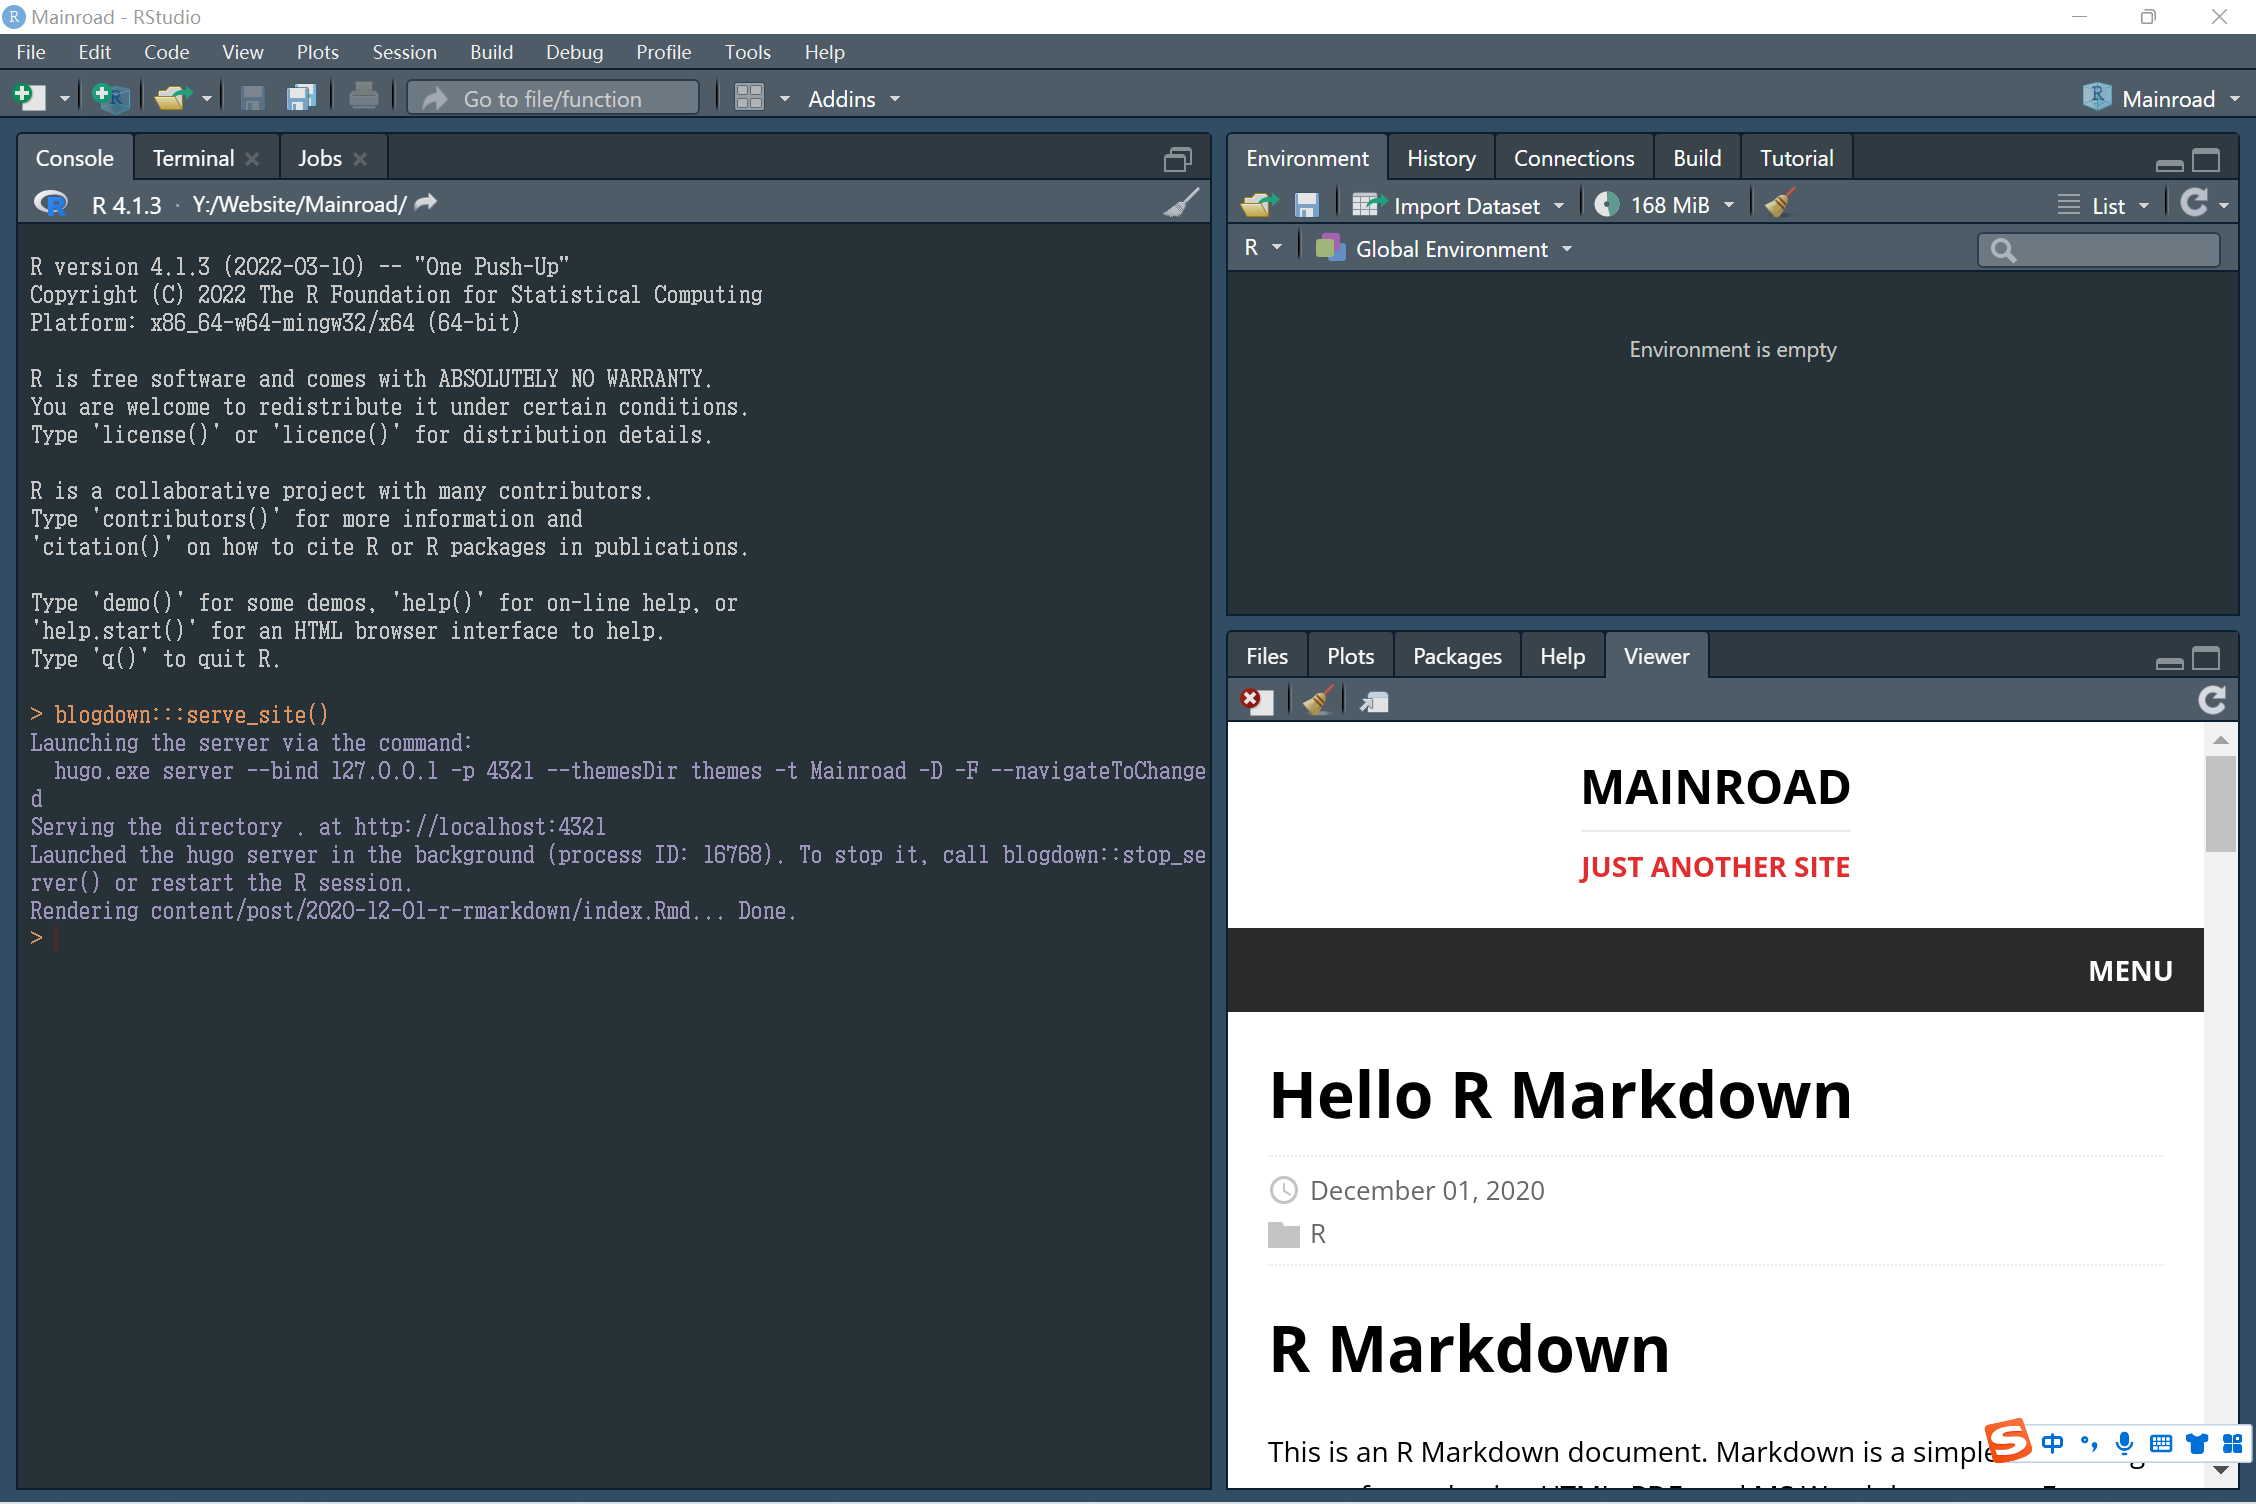 Mainroad - RStudio
File Edit Code View Plots Session Build Debug Profile Tools Help
Go to file/function Addins Mainroad
Console Terminal Jobs
R 4.1.3 · Y:/Website/Mainroad/
R version 4.1.3 (2022-03-10) -- "One Push-Up"
Copyright (C) 2022 The R Foundation for Statistical Computing
Platform: x86_64-w64-mingw32/x64 (64-bit)
R is free software and comes with ABSOLUTELY NO WARRANTY.
You are welcome to redistribute it under certain conditions.
Type 'license()' or 'licence()' for distribution details.
R is a collaborative project with many contributors.
Type 'contributors()' for more information and
'citation()' on how to cite R or R packages in publications.
Type 'demo()' for some demos, 'help()' for on-line help, or
'help.start()' for an HTML browser interface to help.
Type 'q()' to quit R.
> blogdown:::serve_site()
Launching the server via the command:
hugo.exe server --bind 127.0.0.1 -p 4321 --themesDir themes -t Mainroad -D -F --navigateToChange
d
Serving the directory . at http://localhost:4321
Launched the hugo server in the background (process ID: 16768). To stop it, call blogdown::stop_se
rver() or restart the R session.
Rendering content/post/2020-12-01-r-rmarkdown/index.Rmd... Done.
>
Environment History Connections Build Tutorial
Import Dataset 168 MiB List
R Global Environment
Environment is empty
Files Plots Packages Help Viewer
MAINROAD
JUST ANOTHER SITE
MENU
Hello R Markdown
December 01, 2020
R
R Markdown
This is an R Markdown document. Markdown is a simple
中